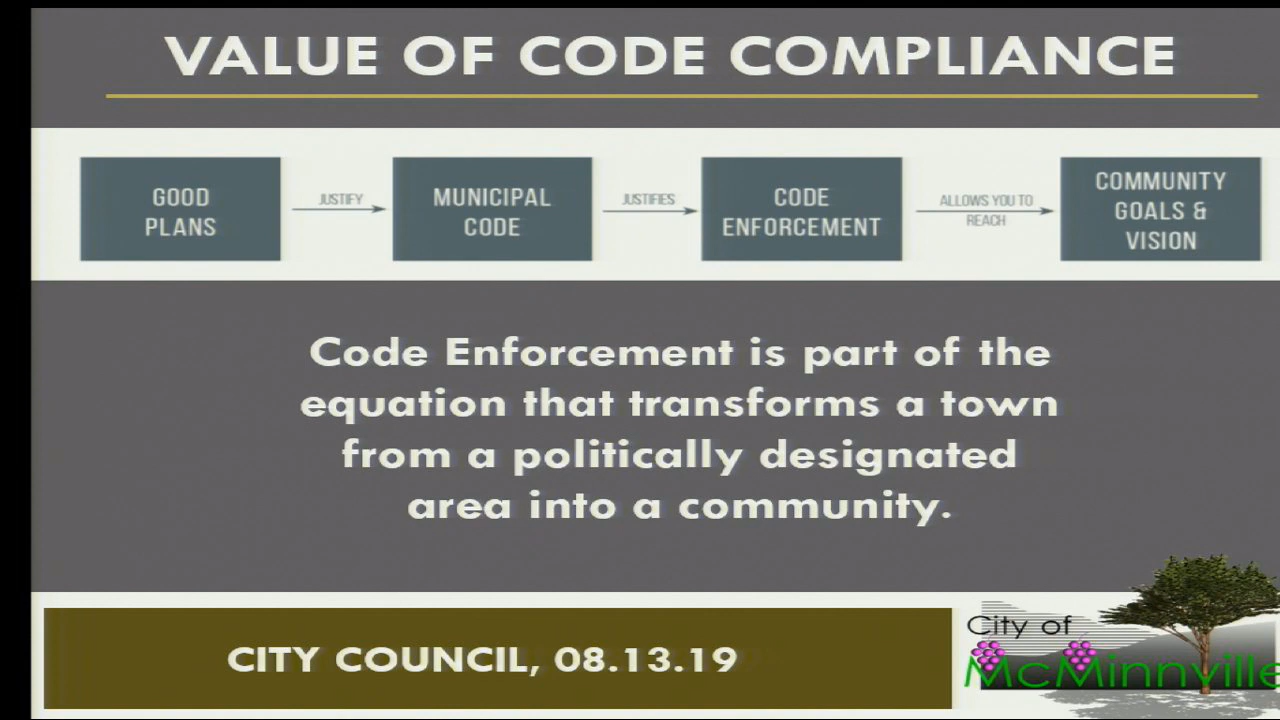 VALUE OF CODE COMPLIANCE
GOOD
PLANS
JUSTIFY
MUNICIPAL
CODE
JUSTIFIES
CODE
ENFORCEMENT
ALLOWS YOU TO
REACH
COMMUNITY
GOALS &
VISION
Code Enforcement is part of the
equation that transforms a town
from a politically designated
area into a community.
CITY COUNCIL, 08.13.19
City of
McMinnville